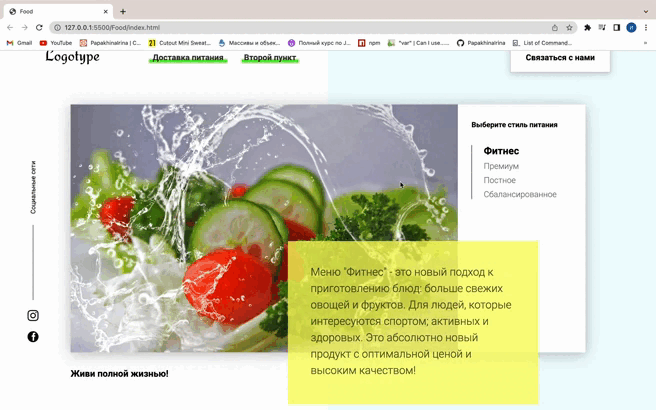 Food
127.0.0.1:5500/Food/index.html
Gmail
YouTube
PapakhinaIrina | C...
Cutout Mini Sweat...
Массивы и объек...
Полный курс по J...
npm
"var" | Can I use......
PapakhinaIrina
List of Command...
Logotype
Доставка питания
Второй пункт
Связаться с нами
Выберите стиль питания
Фитнес
Премиум
Постное
Сбалансированное
Социальные сети
Меню "Фитнес" - это новый подход к
приготовлению блюд: больше свежих
овощей и фруктов. Для людей, которые
интересуются спортом; активных и
здоровых. Это абсолютно новый
продукт с оптимальной ценой и
высоким качеством!
Живи полной жизнью!